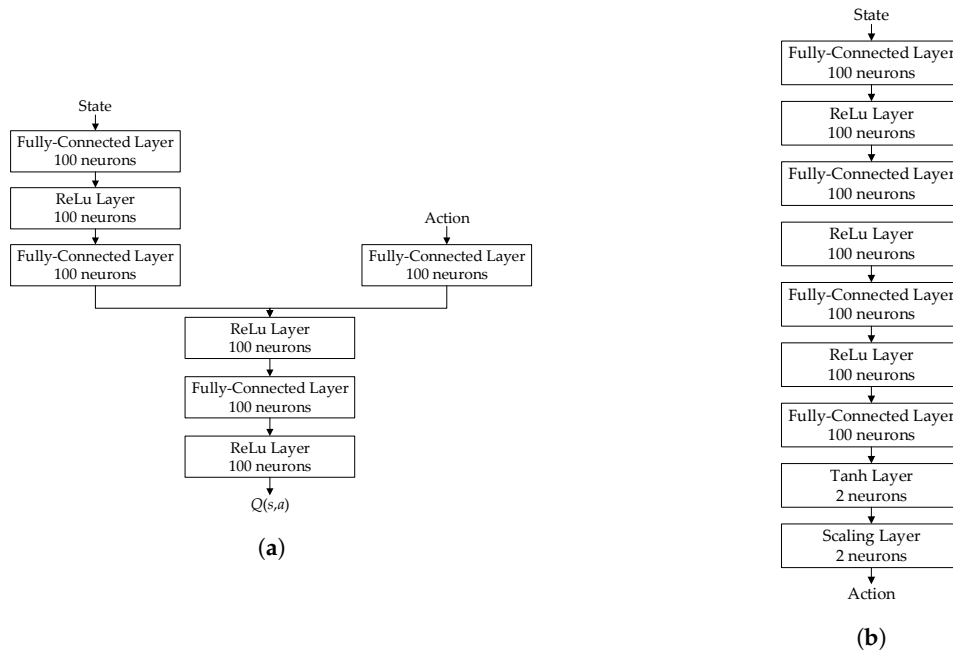 State
Fully-Connected Layer
100 neurons
ReLu Layer
100 neurons
Fully-Connected Layer
100 neurons
Action
Fully-Connected Layer
100 neurons
ReLu Layer
100 neurons
Fully-Connected Layer
100 neurons
ReLu Layer
100 neurons
Q(s,a)
(a)
State
Fully-Connected Layer
100 neurons
ReLu Layer
100 neurons
Fully-Connected Layer
100 neurons
ReLu Layer
100 neurons
Fully-Connected Layer
100 neurons
ReLu Layer
100 neurons
Fully-Connected Layer
100 neurons
Tanh Layer
2 neurons
Scaling Layer
2 neurons
Action
(b)